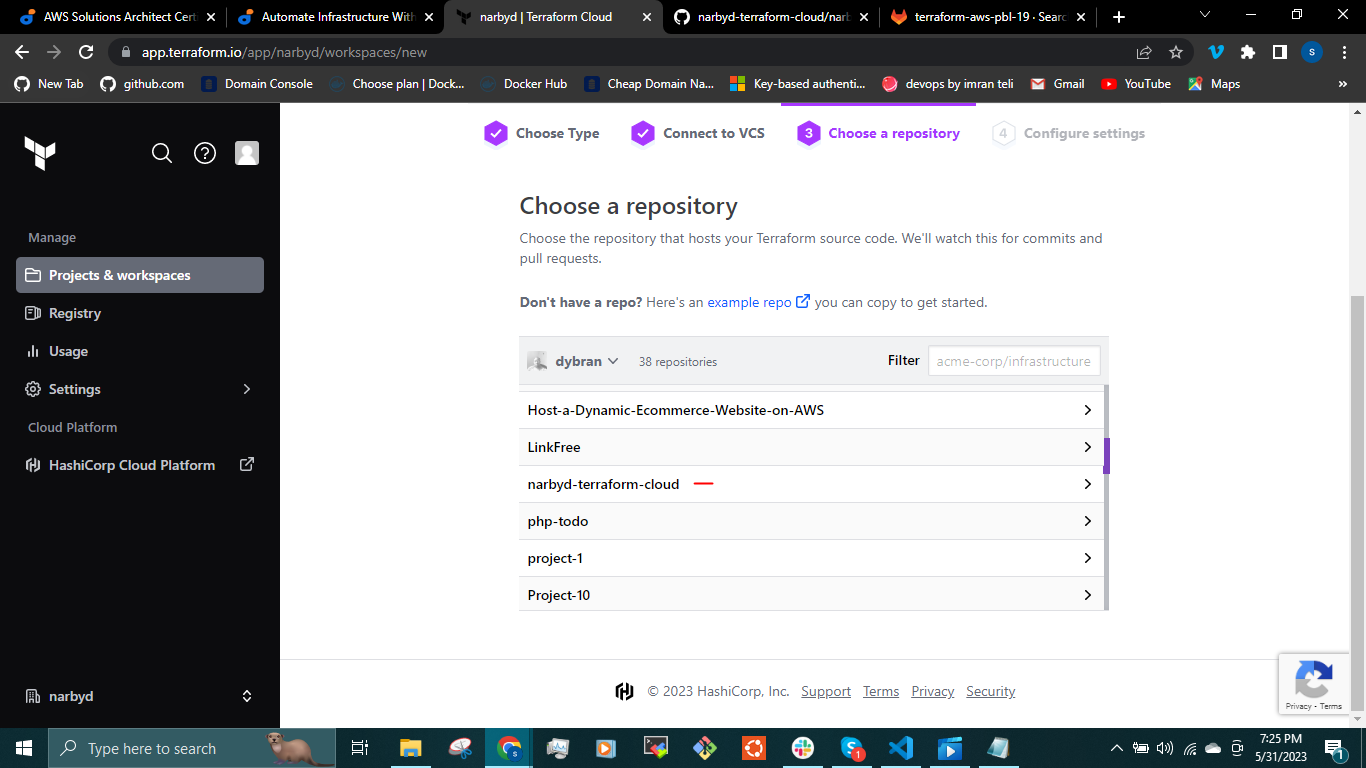 AWS Solutions Architect Cert
Automate Infrastructure With
narbyd | Terraform Cloud
narbyd-terraform-cloud/narb
terraform-aws-pbl-19 · Searc
app.terraform.io/app/narbyd/workspaces/new
S
New Tab
github.com
Domain Console
Choose plan | Dock...
Docker Hub
Cheap Domain Na...
Key-based authenti...
devops by imran teli
Gmail
YouTube
Maps
»
Choose Type
Connect to VCS
3 Choose a repository
4 Configure settings
Manage
Projects & workspaces
Registry
Usage
Settings
Cloud Platform
HashiCorp Cloud Platform
narbyd
Choose a repository
Choose the repository that hosts your Terraform source code. We'll watch this for commits and
pull requests.
Don't have a repo? Here's an example repo you can copy to get started.
dybran
38 repositories
Filter
acme-corp/infrastructure
Host-a-Dynamic-Ecommerce-Website-on-AWS
LinkFree
narbyd-terraform-cloud
php-todo
project-1
Project-10
© 2023 HashiCorp, Inc. Support Terms Privacy Security
Privacy - Terms
Type here to search
S
1
7:25 PM
5/31/2023
1